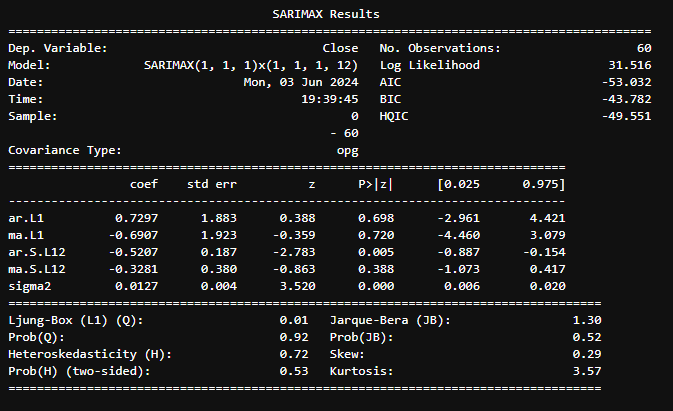 SARIMAX Results
==========================================================================================
Dep. Variable: Close No. Observations: 60
Model: SARIMAX(1, 1, 1)x(1, 1, 1, 12) Log Likelihood 31.516
Date: Mon, 03 Jun 2024 AIC -53.032
Time: 19:39:45 BIC -43.782
Sample: 0 HQIC -49.551
- 60
Covariance Type: opg
==============================================================================
coef std err z P>|z| [0.025 0.975]
------------------------------------------------------------------------------
ar.L1 0.7297 1.883 0.388 0.698 -2.961 4.421
ma.L1 -0.6907 1.923 -0.359 0.720 -4.460 3.079
ar.S.L12 -0.5207 0.187 -2.783 0.005 -0.887 -0.154
ma.S.L12 -0.3281 0.380 -0.863 0.388 -1.073 0.417
sigma2 0.0127 0.004 3.520 0.000 0.006 0.020
===================================================================================
Ljung-Box (L1) (Q): 0.01 Jarque-Bera (JB): 1.30
Prob(Q): 0.92 Prob(JB): 0.52
Heteroskedasticity (H): 0.72 Skew: 0.29
Prob(H) (two-sided): 0.53 Kurtosis: 3.57
===================================================================================